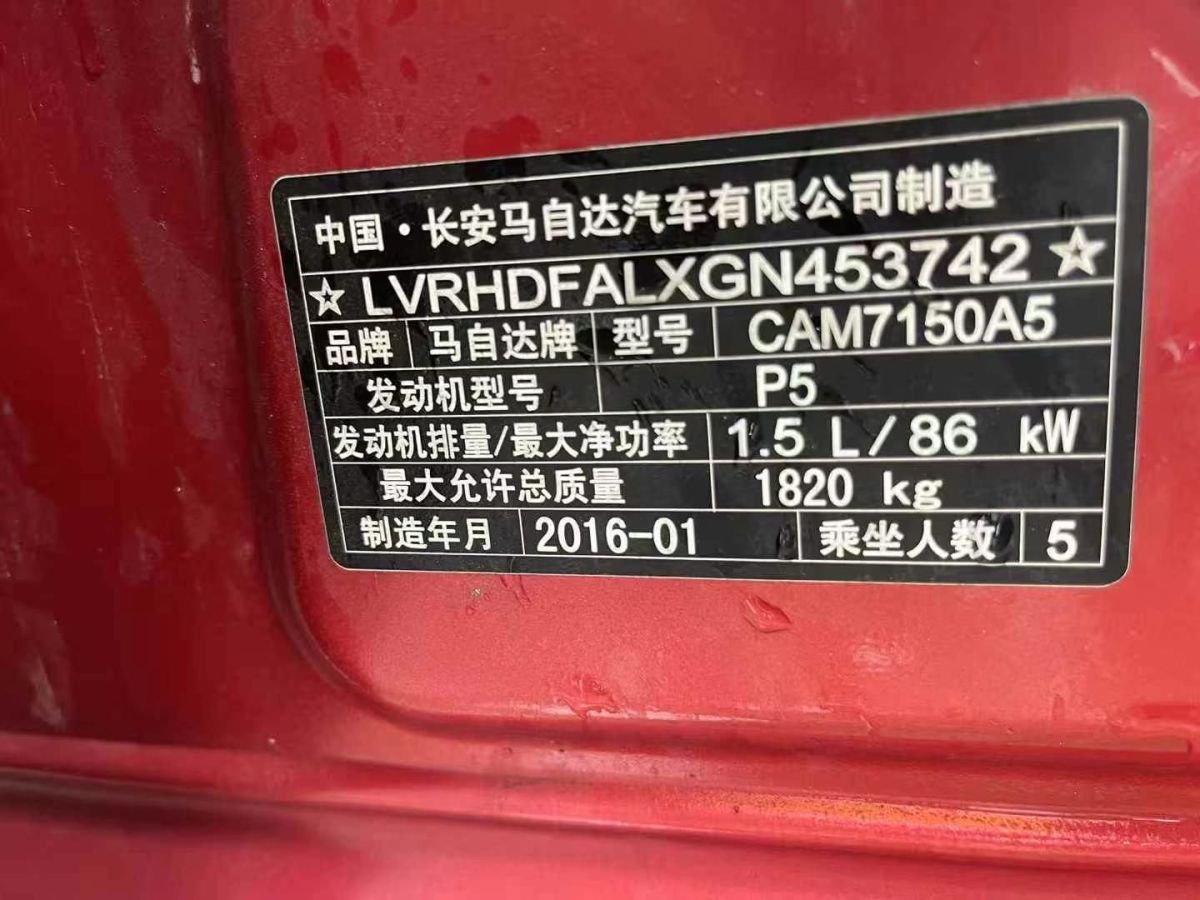 中国·长安马自达汽车有限公司制造
☆LVRHDFALXGN453742☆
品牌 马自达牌 型号 CAM7150A5
发动机型号 P5
发动机排量/最大净功率 1.5 L/86 kW
最大允许总质量 1820 kg
制造年月 2016-01 乘坐人数 5